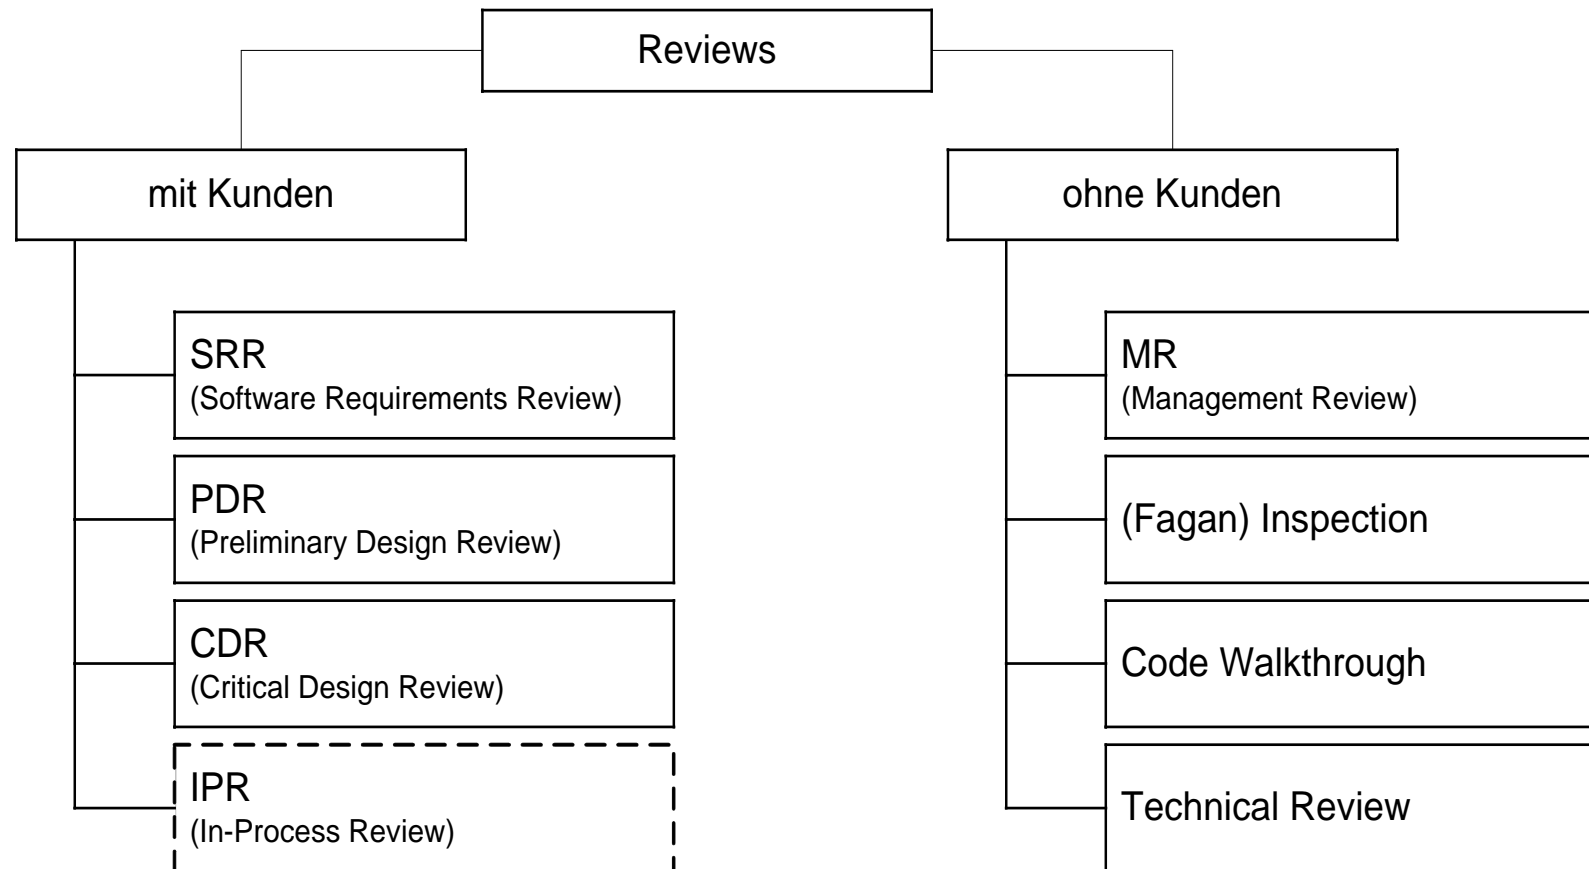 Reviews
mit Kunden
ohne Kunden
SRR
(Software Requirements Review)
PDR
(Preliminary Design Review)
CDR
(Critical Design Review)
IPR
(In-Process Review)
MR
(Management Review)
(Fagan) Inspection
Code Walkthrough
Technical Review